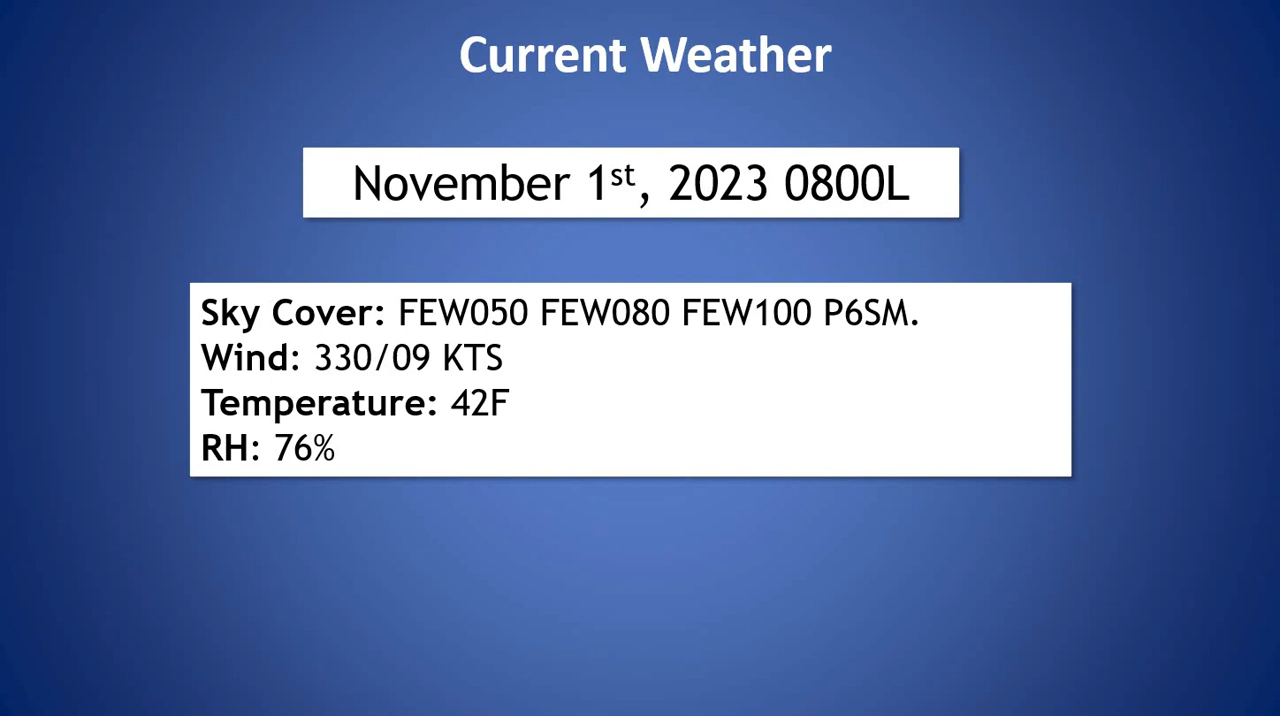 Current Weather
November 1st, 2023 0800L
Sky Cover: FEW050 FEW080 FEW100 P6SM.
Wind: 330/09 KTS
Temperature: 42F
RH: 76%